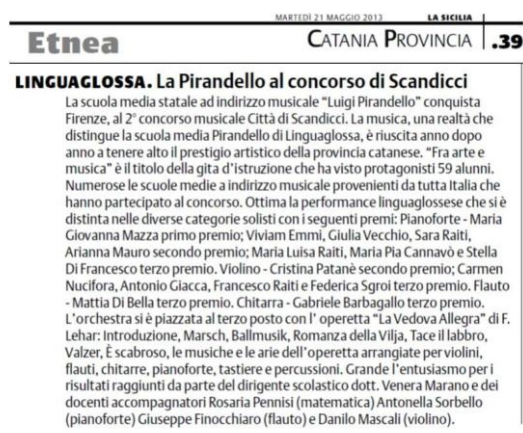 MARTEDÌ 21 MAGGIO 2013 LA SICILIA
Etnea CATANIA PROVINCIA .39
LINGUAGLOSSA. La Pirandello al concorso di Scandicci
La scuola media statale ad indirizzo musicale "Luigi Pirandello" conquista
Firenze, al 2° concorso musicale Città di Scandicci. La musica, una realtà che
distingue la scuola media Pirandello di Linguaglossa, è riuscita anno dopo
anno a tenere alto il prestigio artistico della provincia catanese. "Fra arte e
musica" è il titolo della gita d'istruzione che ha visto protagonisti 59 alunni.
Numerose le scuole medie a indirizzo musicale provenienti da tutta Italia che
hanno partecipato al concorso. Ottima la performance linguaglossese che si è
distinta nelle diverse categorie solisti con i seguenti premi: Pianoforte - Maria
Giovanna Mazza primo premio; Viviam Emmi, Giulia Vecchio, Sara Raiti,
Arianna Mauro secondo premio; Maria Luisa Raiti, Maria Pia Cannavò e Stella
Di Francesco terzo premio. Violino - Cristina Patanè secondo premio; Carmen
Nucifora, Antonio Giacca, Francesco Raiti e Federica Sgroi terzo premio. Flauto
- Mattia Di Bella terzo premio. Chitarra - Gabriele Barbagallo terzo premio.
L'orchestra si è piazzata al terzo posto con l' operetta "La Vedova Allegra" di F.
Lehar: Introduzione, Marsch, Ballmusik, Romanza della Vilja, Tace il labbro,
Valzer, È scabroso, le musiche e le arie dell'operetta arrangiate per violini,
flauti, chitarre, pianoforte, tastiere e percussioni. Grande l'entusiasmo per i
risultati raggiunti da parte del dirigente scolastico dott. Venera Marano e dei
docenti accompagnatori Rosaria Pennisi (matematica) Antonella Sorbello
(pianoforte) Giuseppe Finocchiaro (flauto) e Danilo Mascali (violino).